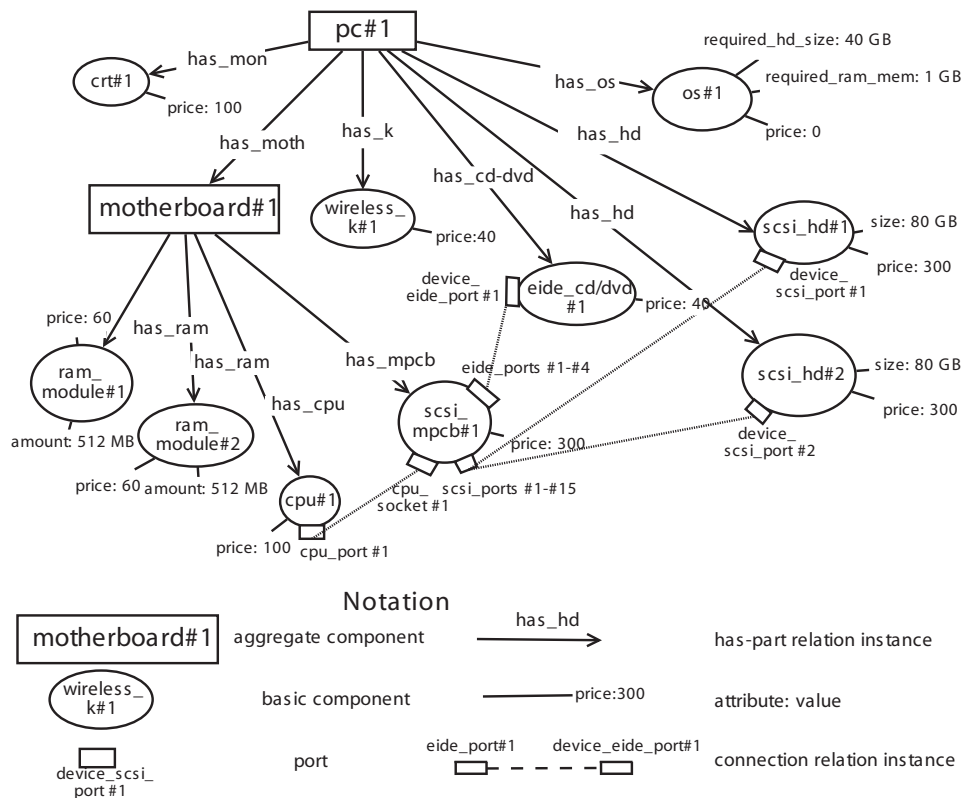 pc#1
required_hd_size: 40 GB
has_mon
crt#1
has_os
required_ram_mem: 1 GB
os#1
price: 100
price: 0
has_moth
has_k
has_hd
has_cd-dvd
motherboard#1
wireless_
k#1
has_hd
scsi_hd#1
size: 80 GB
price:40
price: 300
device_
eide_port #1
eide_cd/dvd
#1
device_
scsi_port #1
price: 40
price: 60
has_ram
has_ram
has_mpcb
eide_ports #1-#4
ram_
module#1
scsi_hd#2
size: 80 GB
price: 300
has_cpu
scsi_
mpcb#1
price: 300
amount: 512 MB
ram_
module#2
device_
scsi_port #2
price: 60
amount: 512 MB
cpu#1
cpu_
socket #1
scsi_ports #1-#15
price: 100
cpu_port #1
Notation
motherboard#1
aggregate component
has_hd
has-part relation instance
wireless_
k#1
basic component
price:300
attribute: value
device_scsi_
port #1
port
eide_port#1
device_eide_port#1
connection relation instance